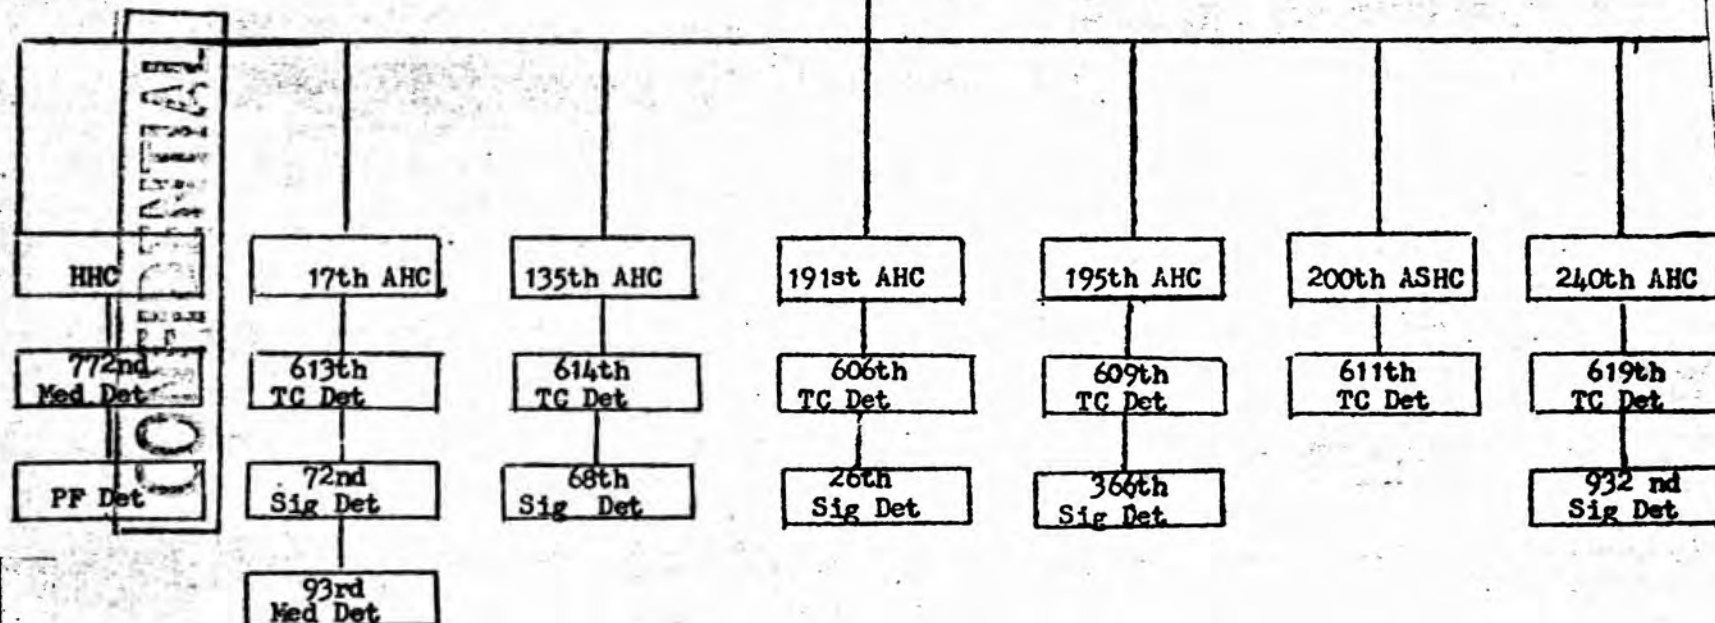 CONFIDENTIAL
HHC
17th AHC
135th AHC
191st AHC
195th AHC
200th ASHC
240th AHC
772nd
Med Det
613th
TC Det
614th
TC Det
606th
TC Det
609th
TC Det
611th
TC Det
619th
TC Det
PF Det
72nd
Sig Det
68th
Sig Det
26th
Sig Det
366th
Sig Det
932 nd
Sig Det
93rd
Med Det